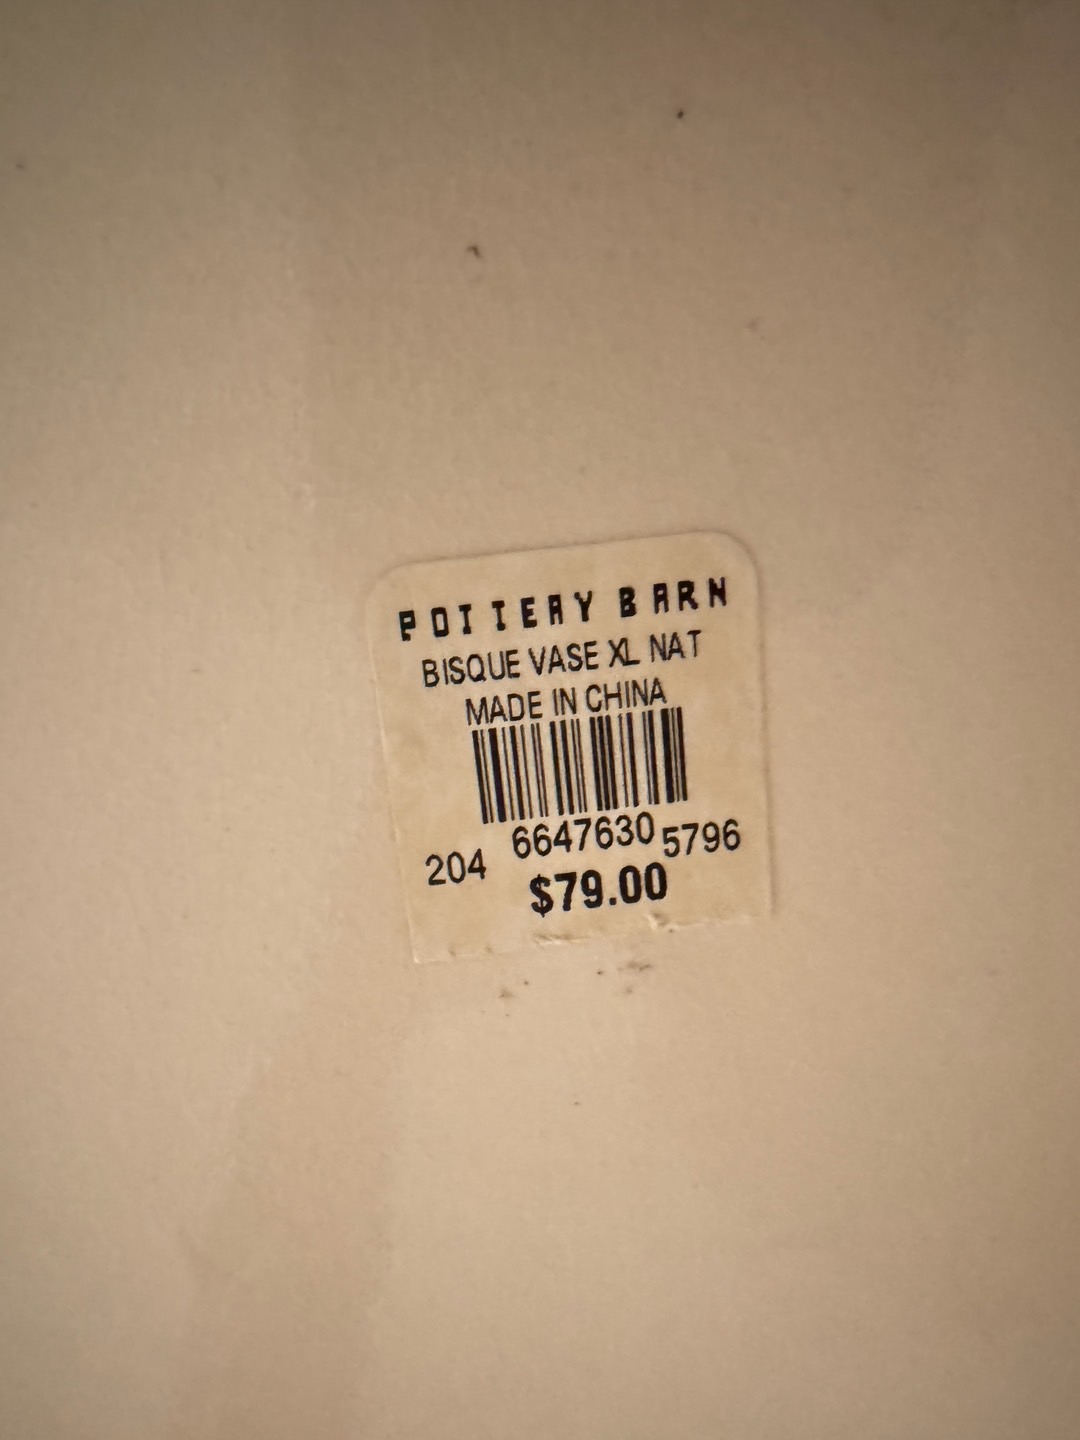 POTTERY BARN
BISQUE VASE XL NAT
MADE IN CHINA
204 6647630 5796
$79.00